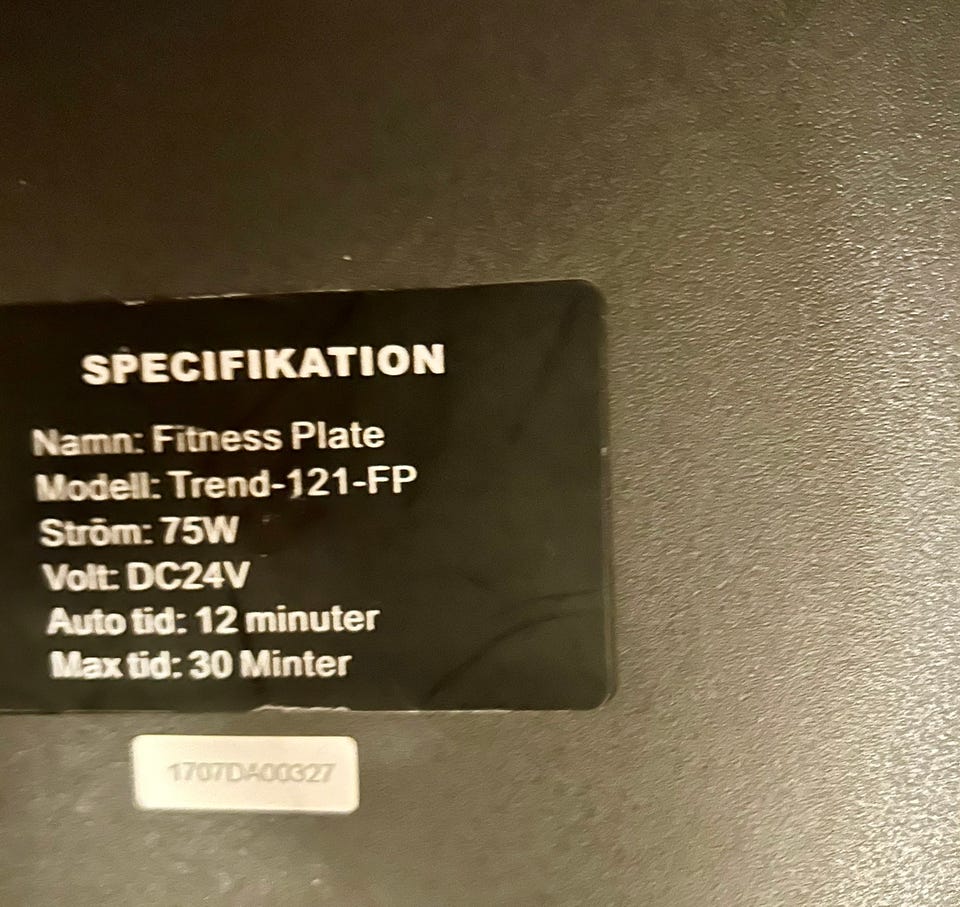 SPECIFIKATION
Namn: Fitness Plate
Modell: Trend-121-FP
Ström: 75W
Volt: DC24V
Auto tid: 12 minuter
Max tid: 30 Minter
1707DA00327